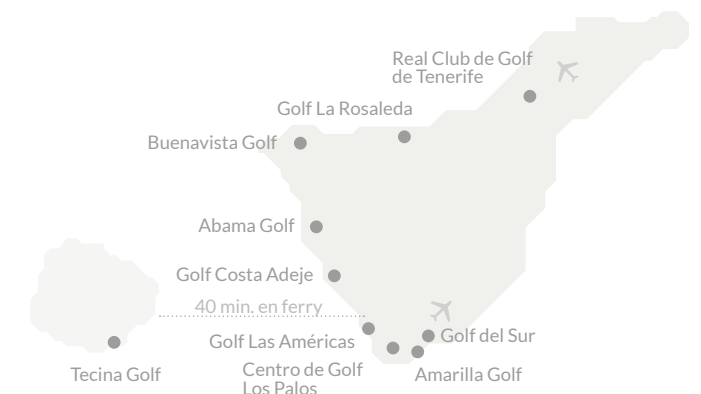 Real Club de Golf
de Tenerife
Golf La Rosaleda
Buenavista Golf
Abama Golf
Golf Costa Adeje
40 min. en ferry
Golf Las Américas
Golf del Sur
Centro de Golf
Los Palos
Amarilla Golf
Tecina Golf